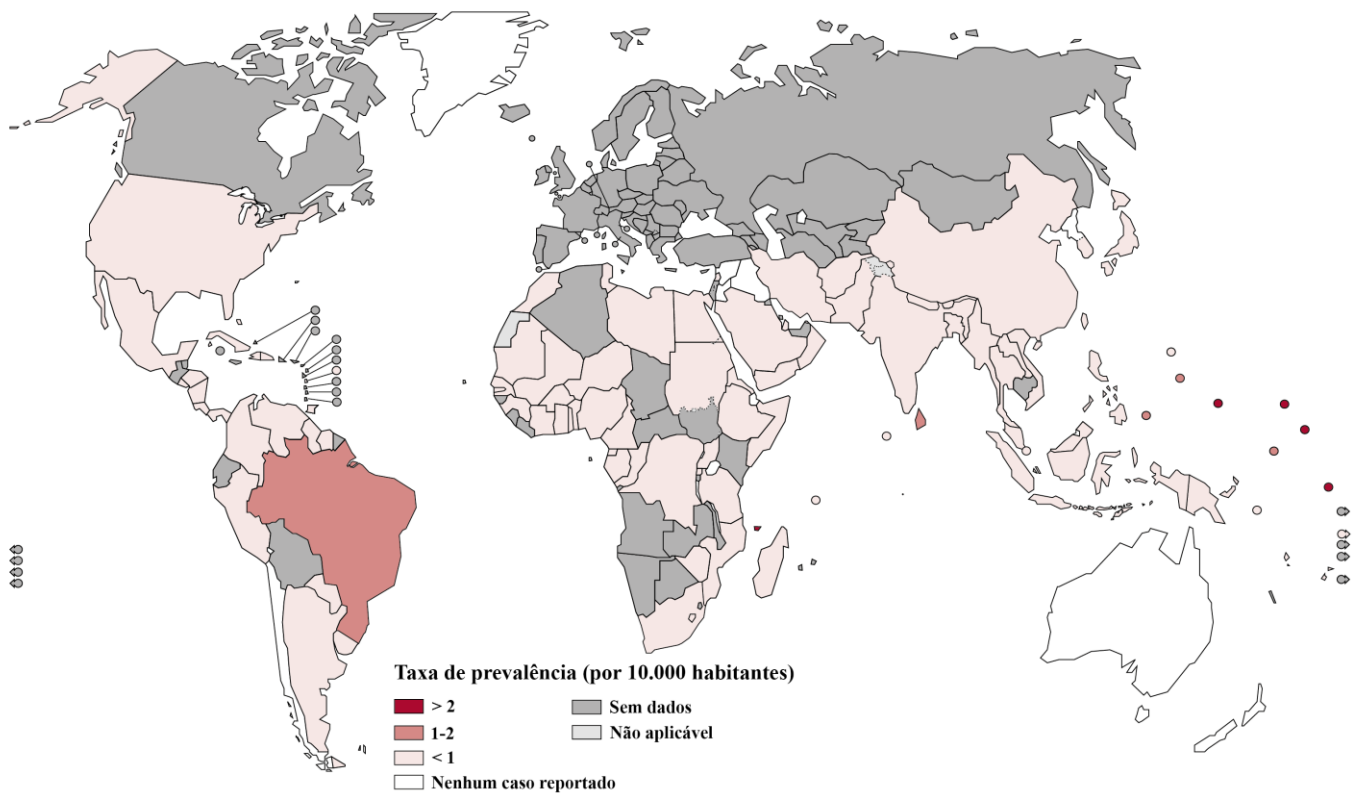 Taxa de prevalência (por 10.000 habitantes)
> 2
1-2
< 1
Nenhum caso reportado
Sem dados
Não aplicável